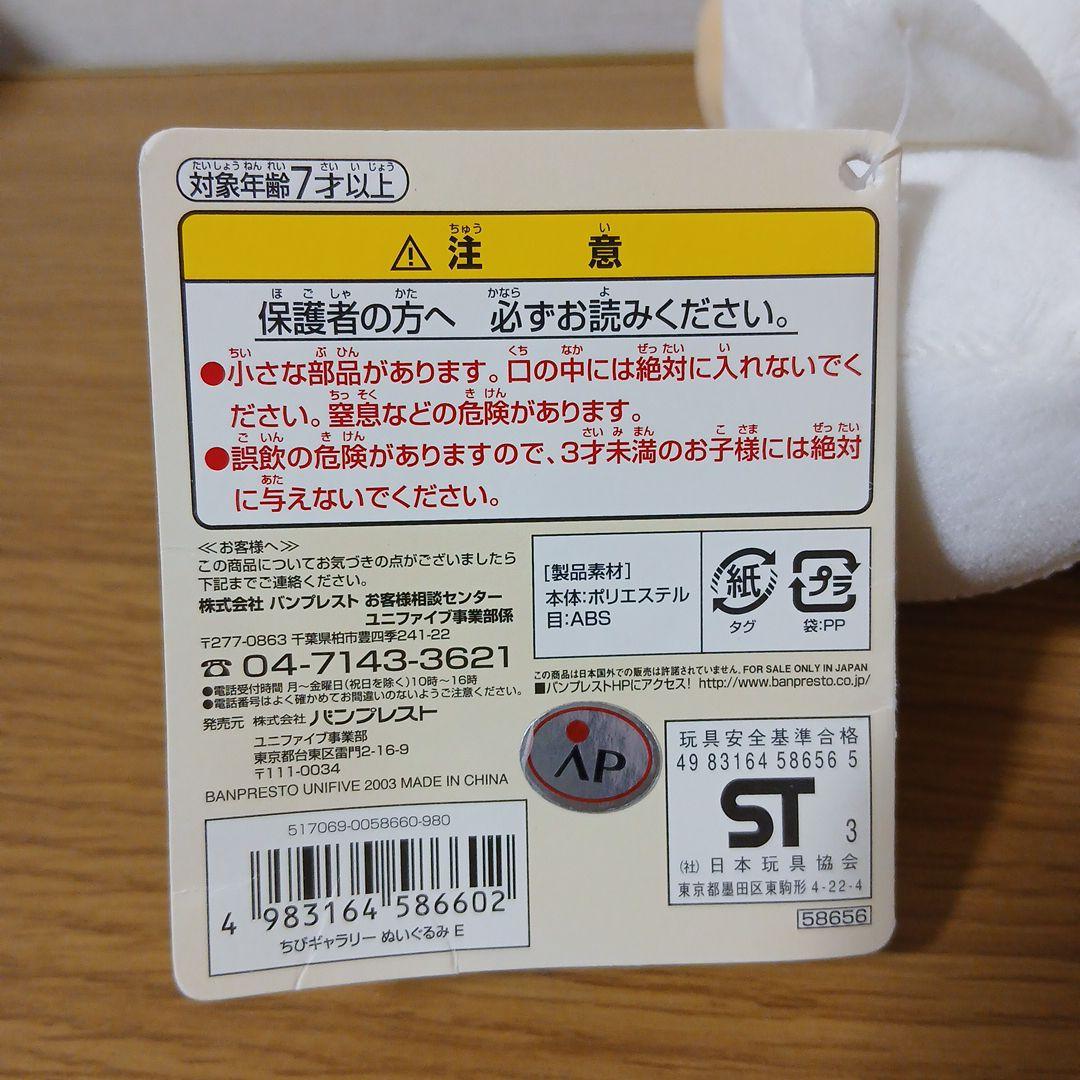 対象年齢7才以上
たいしょうねんれい さいいじょう
⚠注意
ちゅう い
保護者の方へ 必ずお読みください。
ほごしゃ かた かなら よ
●小さな部品があります。口の中には絶対に入れないでく
ちい ぶひん くち なか ぜったい い
ださい。窒息などの危険があります。
ちっそく きけん
●誤飲の危険がありますので、3才未満のお子様には絶対
ごいん きけん さいみまん こさま ぜったい
に与えないでください。
あた
≪お客様へ≫
この商品についてお気づきの点がございましたら
下記までご連絡ください。
株式会社 バンプレスト お客様相談センター
ユニファイブ事業部係
〒277-0863 千葉県柏市豊四季241-22
☎ 04-7143-3621
●電話受付時間 月~金曜日(祝日を除く)10時~16時
●電話番号はよく確かめてお間違いのないようご注意ください。
発売元 株式会社 バンプレスト
ユニファイブ事業部
東京都台東区雷門2-16-9
〒111-0034
BANPRESTO UNIFIVE 2003 MADE IN CHINA
[製品素材]
本体:ポリエステル
目:ABS
紙
タグ
プラ
袋:PP
この商品は日本国外での販売は許諾されていません。FOR SALE ONLY IN JAPAN
■バンプレストHPにアクセス! http://www.banpresto.co.jp/
AP
玩具安全基準合格
49 83164 58656 5
ST 3
(社)日本玩具協会
東京都墨田区東駒形 4-22-4
58656
517069-0058660-980
4 983164 586602
ちびギャラリー ぬいぐるみ E